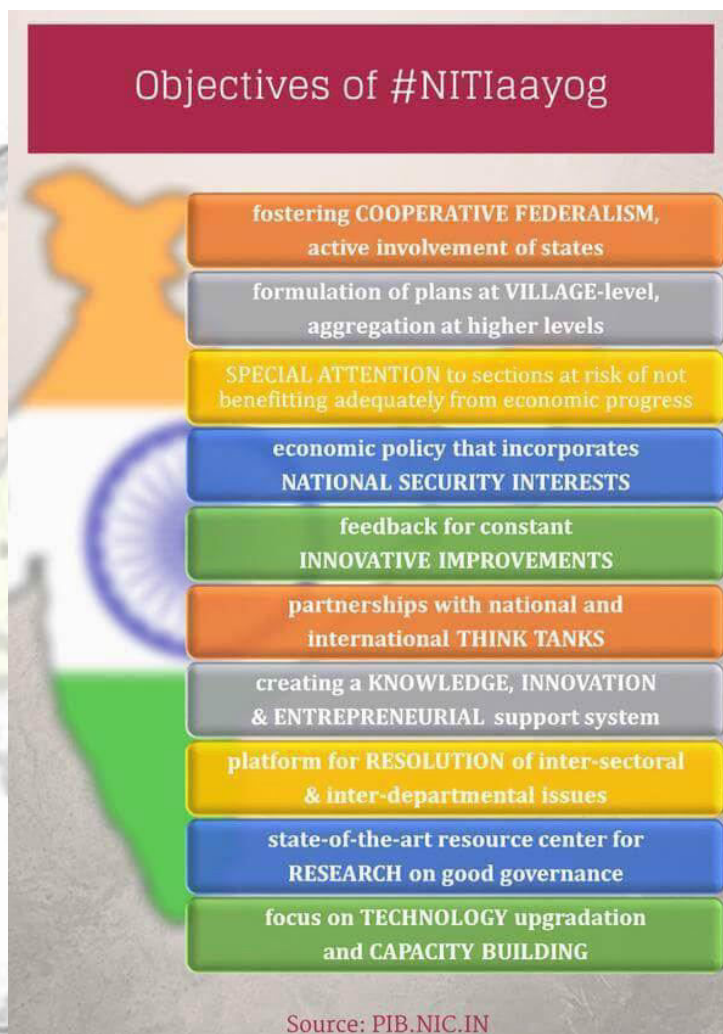 Objectives of #NITIaayog
fostering COOPERATIVE FEDERALISM,
active involvement of states
formulation of plans at VILLAGE-level,
aggregation at higher levels
SPECIAL ATTENTION to sections at risk of not
benefitting adequately from economic progress
economic policy that incorporates
NATIONAL SECURITY INTERESTS
feedback for constant
INNOVATIVE IMPROVEMENTS
partnerships with national and
international THINK TANKS
creating a KNOWLEDGE, INNOVATION
& ENTREPRENEURIAL support system
platform for RESOLUTION of inter-sectoral
& inter-departmental issues
state-of-the-art resource center for
RESEARCH on good governance
focus on TECHNOLOGY upgradation
and CAPACITY BUILDING
Source: PIB.NIC.IN